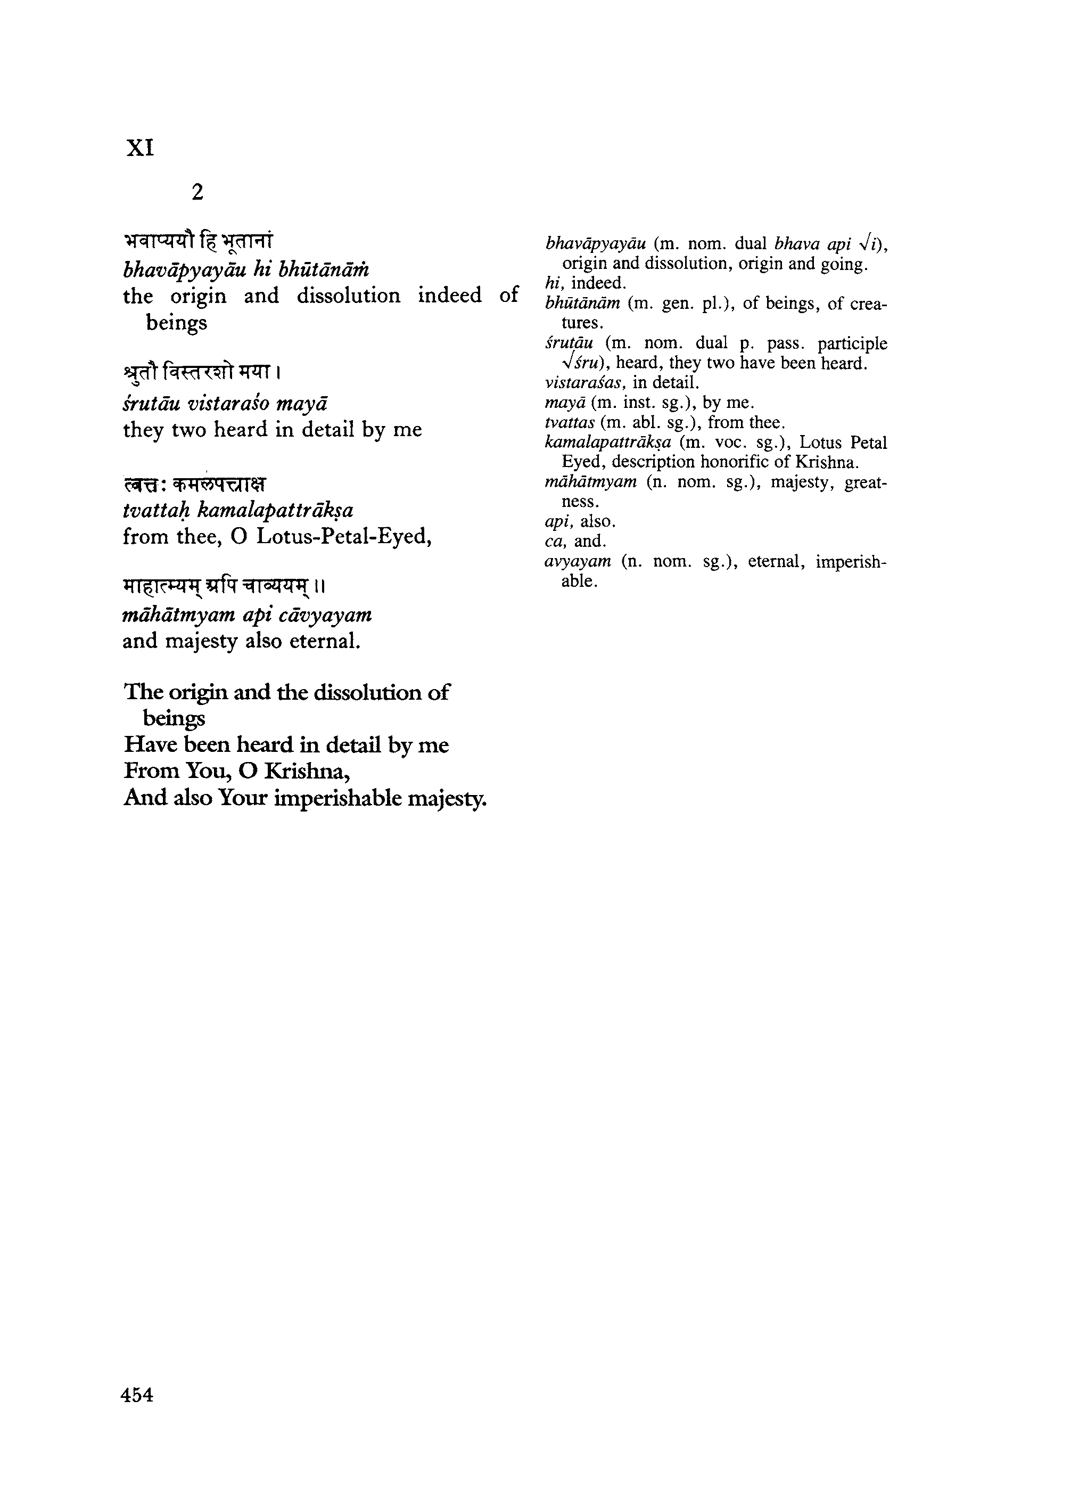 XI
2
भवाप्ययौ हि भूतानां
bhavāpyayāu hi bhūtānāṁ
the origin and dissolution indeed of
beings
श्रुतौ विस्तरशो मया ।
śrutāu vistaraśo mayā
they two heard in detail by me
त्वत्तः कमलपत्त्राक्ष
tvattaḥ kamalapattrākṣa
from thee, O Lotus-Petal-Eyed,
माहात्म्यम् अपि चाव्ययम् ॥
māhātmyam api cāvyayam
and majesty also eternal.
The origin and the dissolution of
beings
Have been heard in detail by me
From You, O Krishna,
And also Your imperishable majesty.
bhavāpyayāu (m. nom. dual bhava api √i),
origin and dissolution, origin and going.
hi, indeed.
bhūtānām (m. gen. pl.), of beings, of crea-
tures.
śrutāu (m. nom. dual p. pass. participle
√śru), heard, they two have been heard.
vistaraśas, in detail.
mayā (m. inst. sg.), by me.
tvattas (m. abl. sg.), from thee.
kamalapattrākṣa (m. voc. sg.), Lotus Petal
Eyed, description honorific of Krishna.
māhātmyam (n. nom. sg.), majesty, great-
ness.
api, also.
ca, and.
avyayam (n. nom. sg.), eternal, imperish-
able.
454